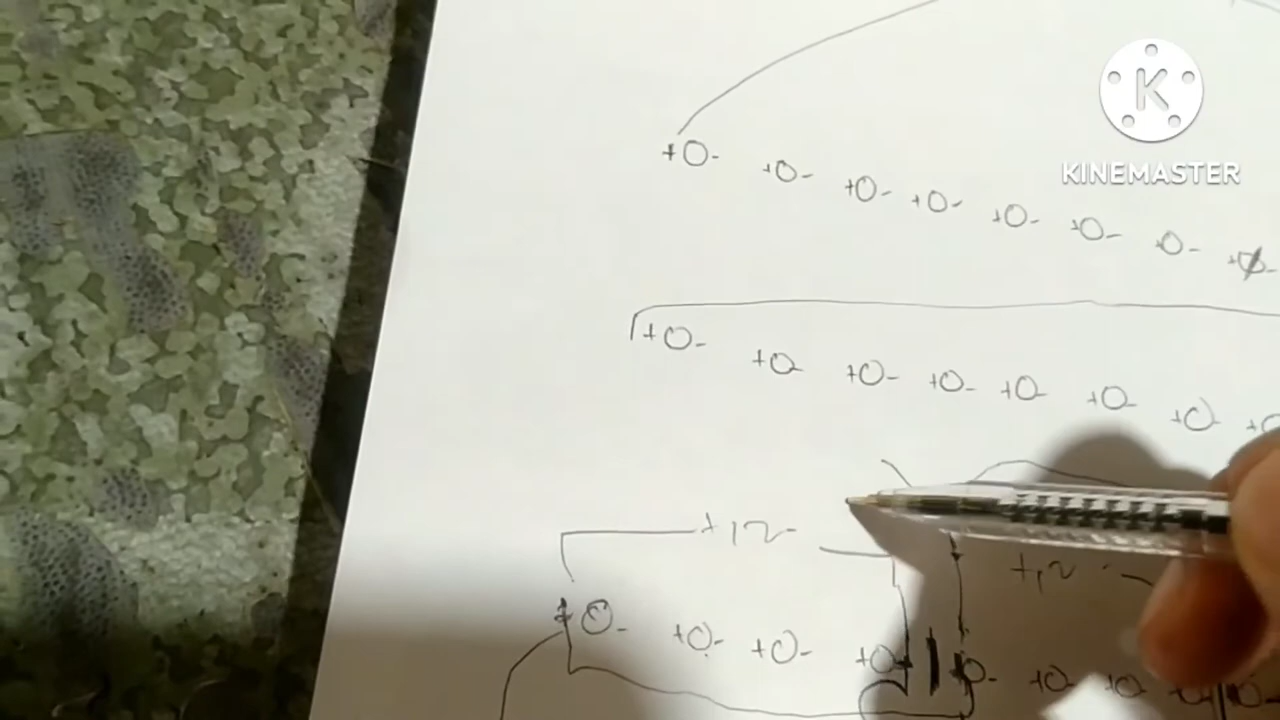 K
KINEMASTER
+O- +O- +O- +O- +O- +O- +O- +O-
+O- +O- +O- +O- +O- +O- +O +O
+12-
+12 -
+O- +O- +O- +O +O- +O +O